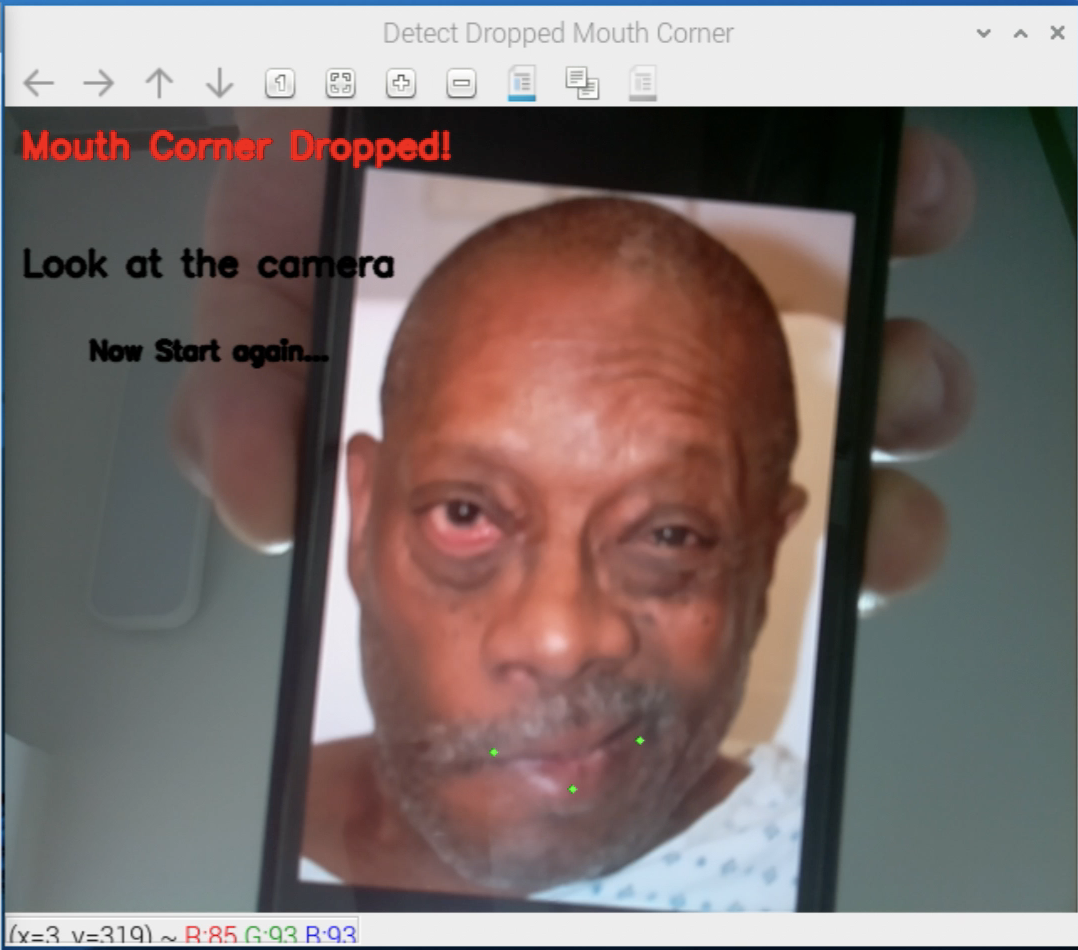 Detect Dropped Mouth Corner
1
Mouth Corner Dropped!
Look at the camera
Now Start again...
(x=3, y=319) ~ R:85 G:93 B:93